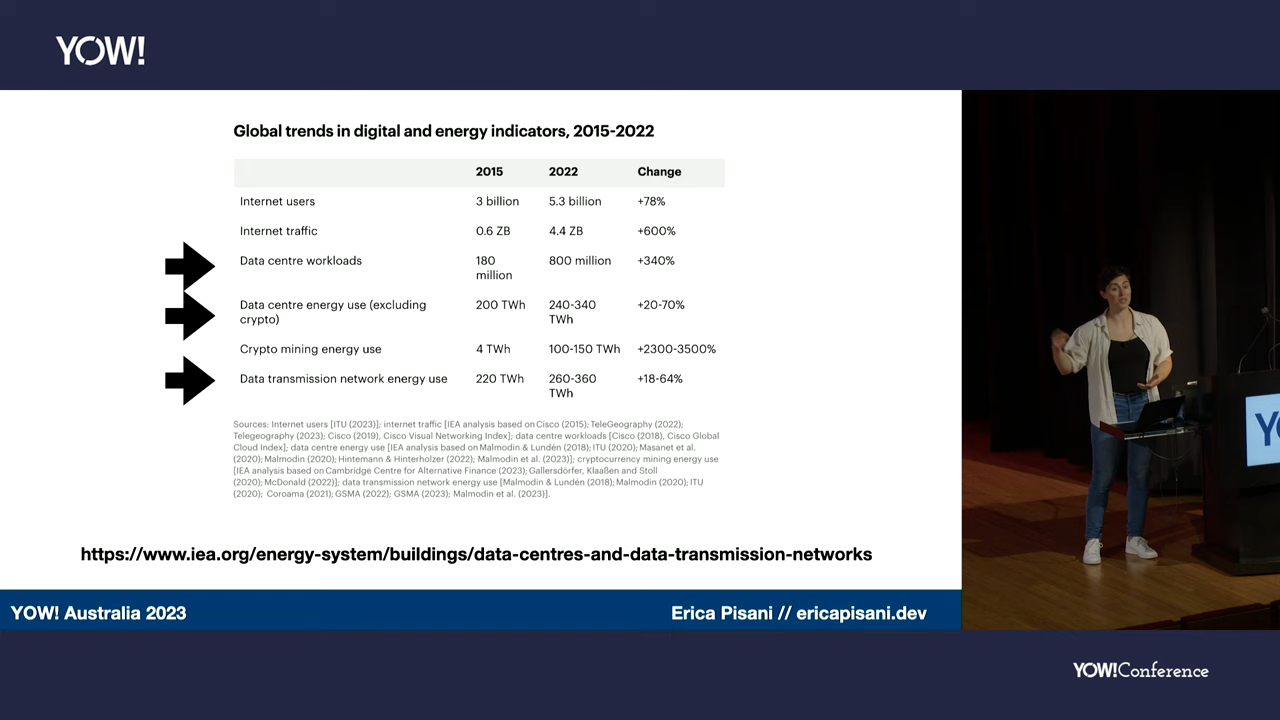 YOW!
Global trends in digital and energy indicators, 2015-2022
2015 2022 Change
Internet users 3 billion 5.3 billion +78%
Internet traffic 0.6 ZB 4.4 ZB +600%
Data centre workloads 180 million 800 million +340%
Data centre energy use (excluding crypto) 200 TWh 240-340 TWh +20-70%
Crypto mining energy use 4 TWh 100-150 TWh +2300-3500%
Data transmission network energy use 220 TWh 260-360 TWh +18-64%
Sources: Internet users [ITU (2023)]; internet traffic [IEA analysis based on Cisco (2015); TeleGeography (2022);
Telegeography (2023); Cisco (2019), Cisco Visual Networking Index]; data centre workloads [Cisco (2018), Cisco Global
Cloud Index]; data centre energy use [IEA analysis based on Malmodin & Lundén (2018); ITU (2020); Masanet et al.
(2020); Malmodin (2020); Hintemann & Hinterholzer (2022); Malmodin et al. (2023)]; cryptocurrency mining energy use
[IEA analysis based on Cambridge Centre for Alternative Finance (2023); Gallersdörfer, Klaaßen and Stoll
(2020); McDonald (2022)]; data transmission network energy use [Malmodin & Lundén (2018); Malmodin (2020); ITU
(2020); Coroama (2021); GSMA (2022); GSMA (2023); Malmodin et al. (2023)].
https://www.iea.org/energy-system/buildings/data-centres-and-data-transmission-networks
YOW! Australia 2023
Erica Pisani // ericapisani.dev
YOW!Conference